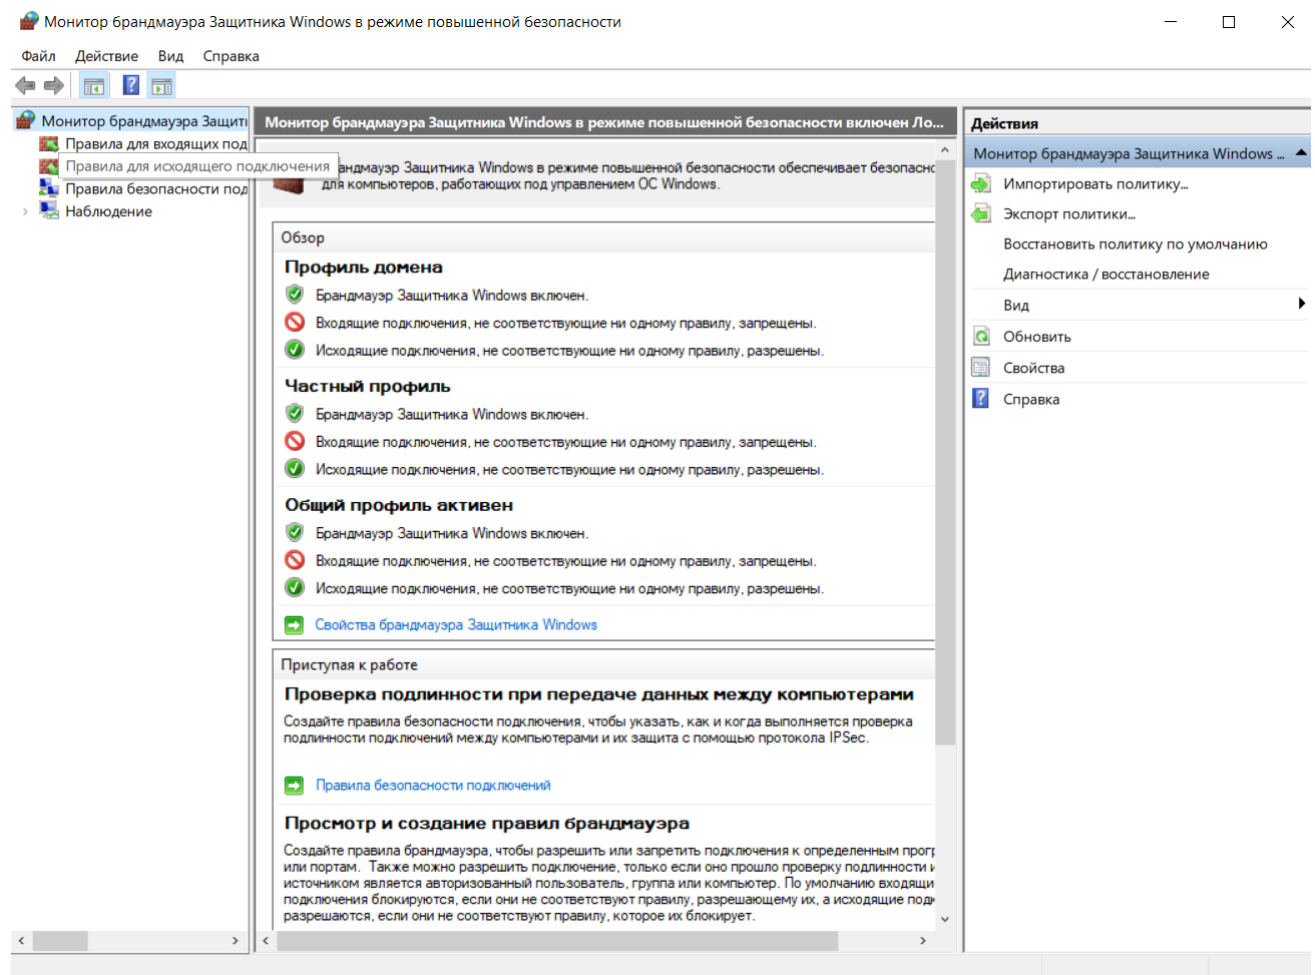 Монитор брандмауэра Защитника Windows в режиме повышенной безопасности
Файл Действие Вид Справка
Монитор брандмауэра Защит
Правила для входящих под
Правила для исходящего подключения
Правила безопасности под
Наблюдение
Монитор брандмауэра Защитника Windows в режиме повышенной безопасности включен Ло...
Защитника Windows в режиме повышенной безопасности обеспечивает
для компьютеров, работающих под управлением ОС Windows.
Обзор
Профиль домена
Брандмауэр Защитника Windows включен.
Входящие подключения, не соответствующие ни одному правилу, запрещены.
Исходящие подключения, не соответствующие ни одному правилу, разрешены.
Частный профиль
Брандмауэр Защитника Windows включен.
Входящие подключения, не соответствующие ни одному правилу, запрещены.
Исходящие подключения, не соответствующие ни одному правилу, разрешены.
Общий профиль активен
Брандмауэр Защитника Windows включен.
Входящие подключения, не соответствующие ни одному правилу, запрещены.
Исходящие подключения, не соответствующие ни одному правилу, разрешены.
Свойства брандмауэра Защитника Windows
Приступая к работе
Проверка подлинности при передаче данных между компьютерами
Создайте правила безопасности подключения, чтобы указать, как и когда выполняется проверка
подлинности подключений между компьютерами и их защита с помощью протокола IPSec.
Правила безопасности подключений
Просмотр и создание правил брандмауэра
Создайте правила брандмауэра, чтобы разрешить или запретить подключения к определенным прогр
или портам. Также можно разрешить подключение, только если оно прошло проверку подлинности и
источником является авторизованный пользователь, группа или компьютер. По умолчанию входящи
подключения блокируются, если они не соответствуют правилу, разрешающему их, а исходящие подк
разрешаются, если они не соответствуют правилу, которое их блокирует.
Действия
Монитор брандмауэра Защитника Windows ...
Импортировать политику...
Экспорт политики...
Восстановить политику по умолчанию
Диагностика / восстановление
Вид
Обновить
Свойства
Справка